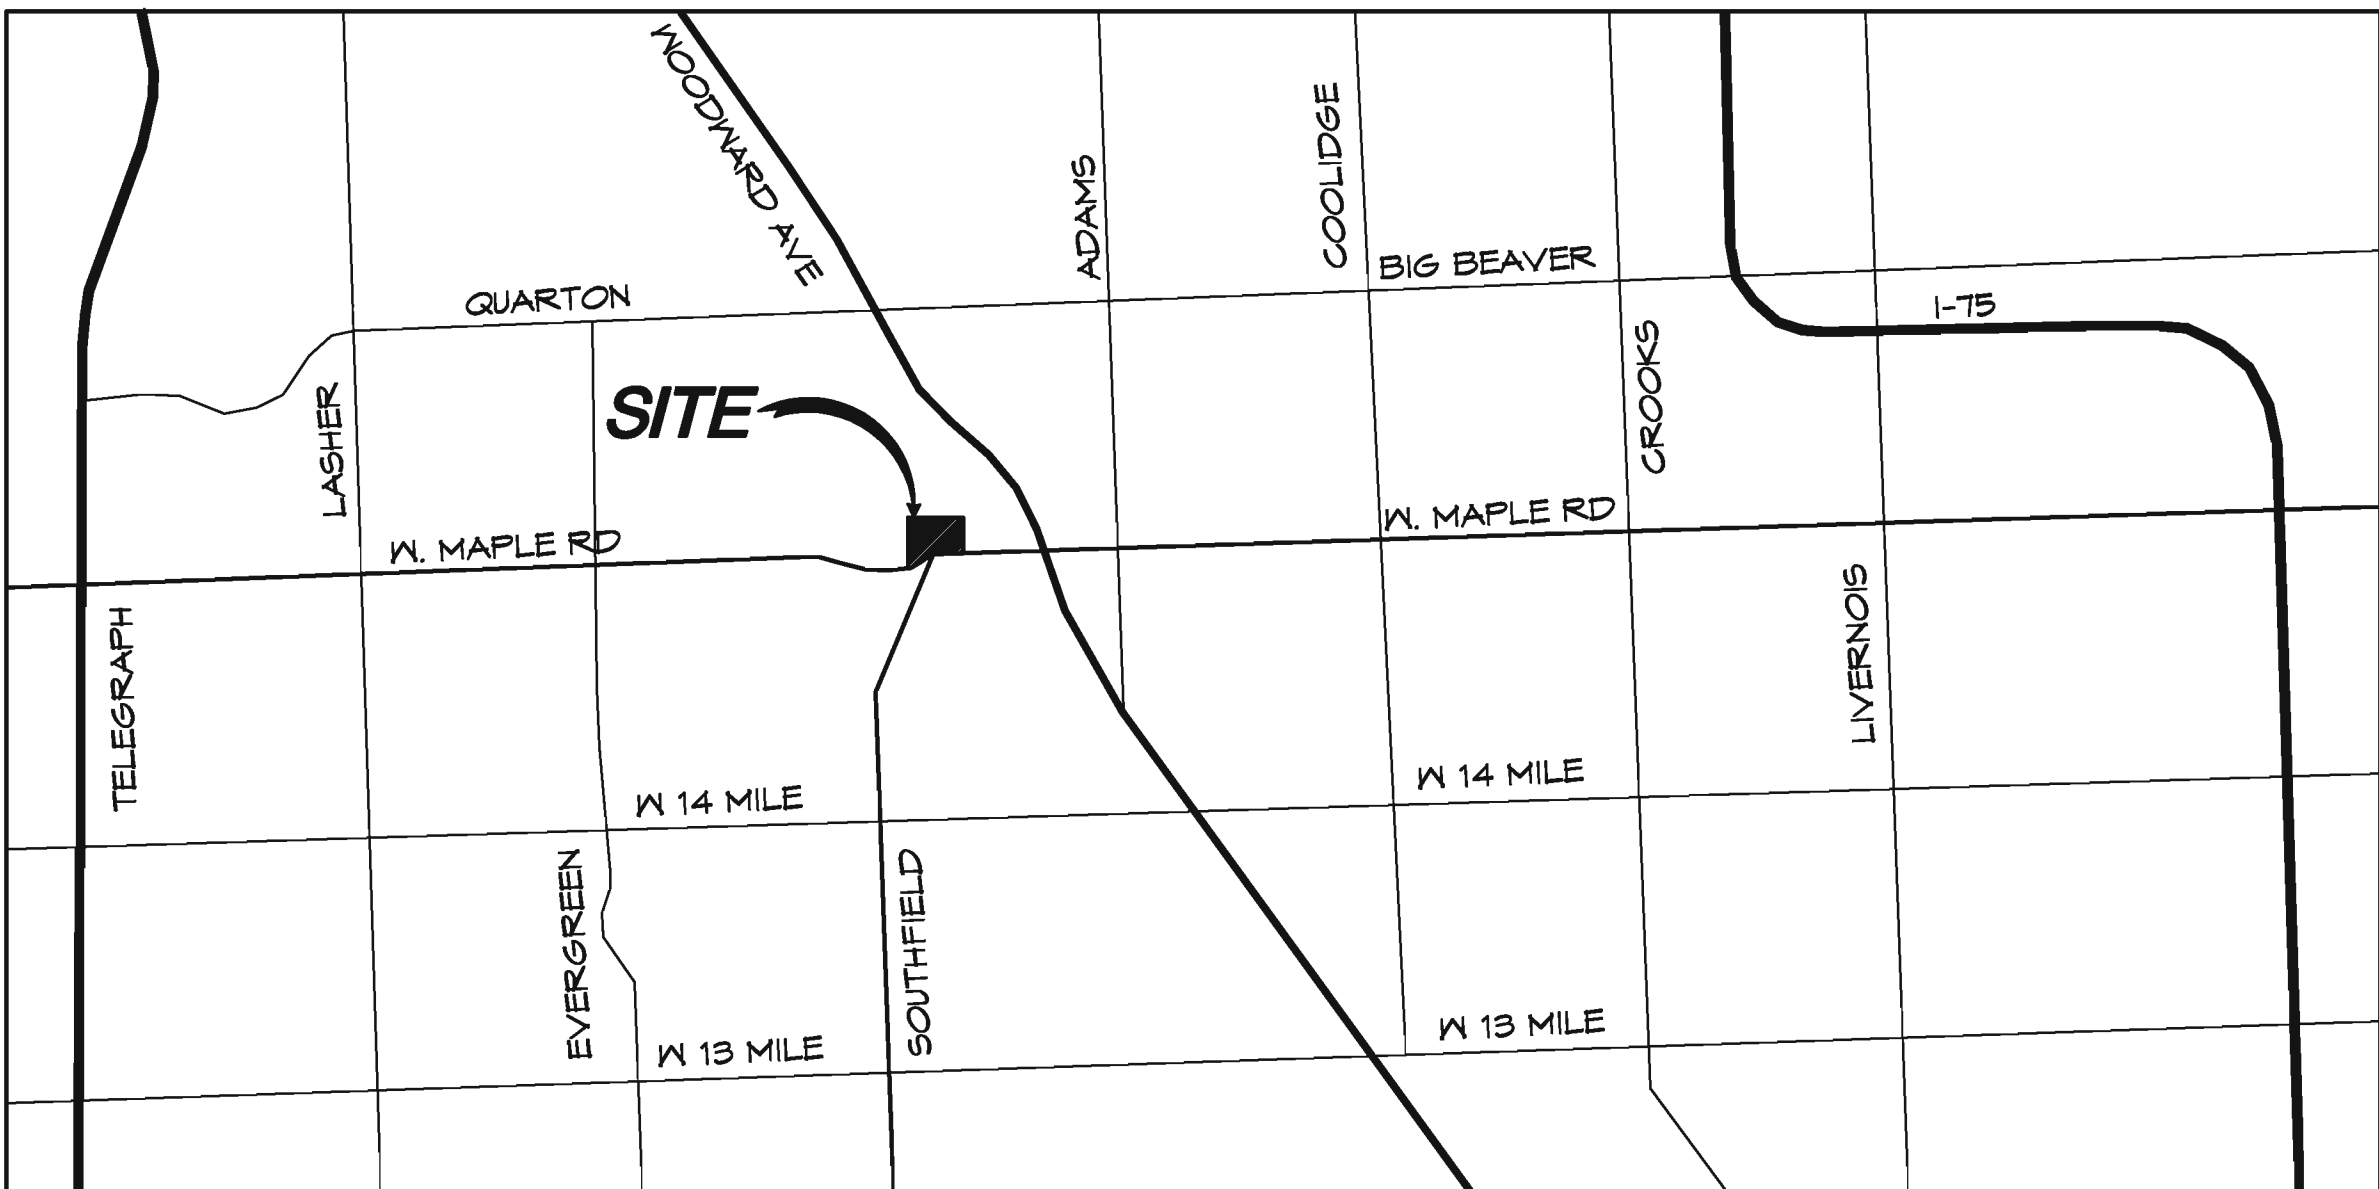 WOODWARD AVE
COOLIDGE
ADAMS
BIG BEAVER
QUARTON
I-75
CROOKS
LASHER
SITE
W. MAPLE RD
W. MAPLE RD
LIVERNOIS
TELEGRAPH
W 14 MILE
W 14 MILE
EVERGREEN
SOUTHFIELD
W 13 MILE
W 13 MILE